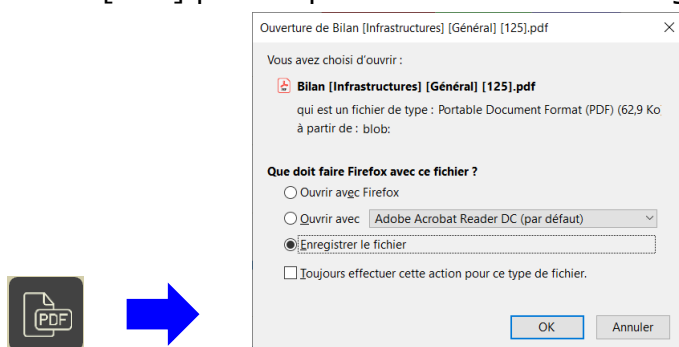 Ouverture de Bilan [Infrastructures] [Général] [125].pdf
Vous avez choisi d'ouvrir :
Bilan [Infrastructures] [Général] [125].pdf
qui est un fichier de type : Portable Document Format (PDF) (62,9 Ko
à partir de : blob:
Que doit faire Firefox avec ce fichier ?
Ouvrir avec Firefox
Ouvrir avec Adobe Acrobat Reader DC (par défaut)
Enregistrer le fichier
Toujours effectuer cette action pour ce type de fichier.
PDF
OK Annuler